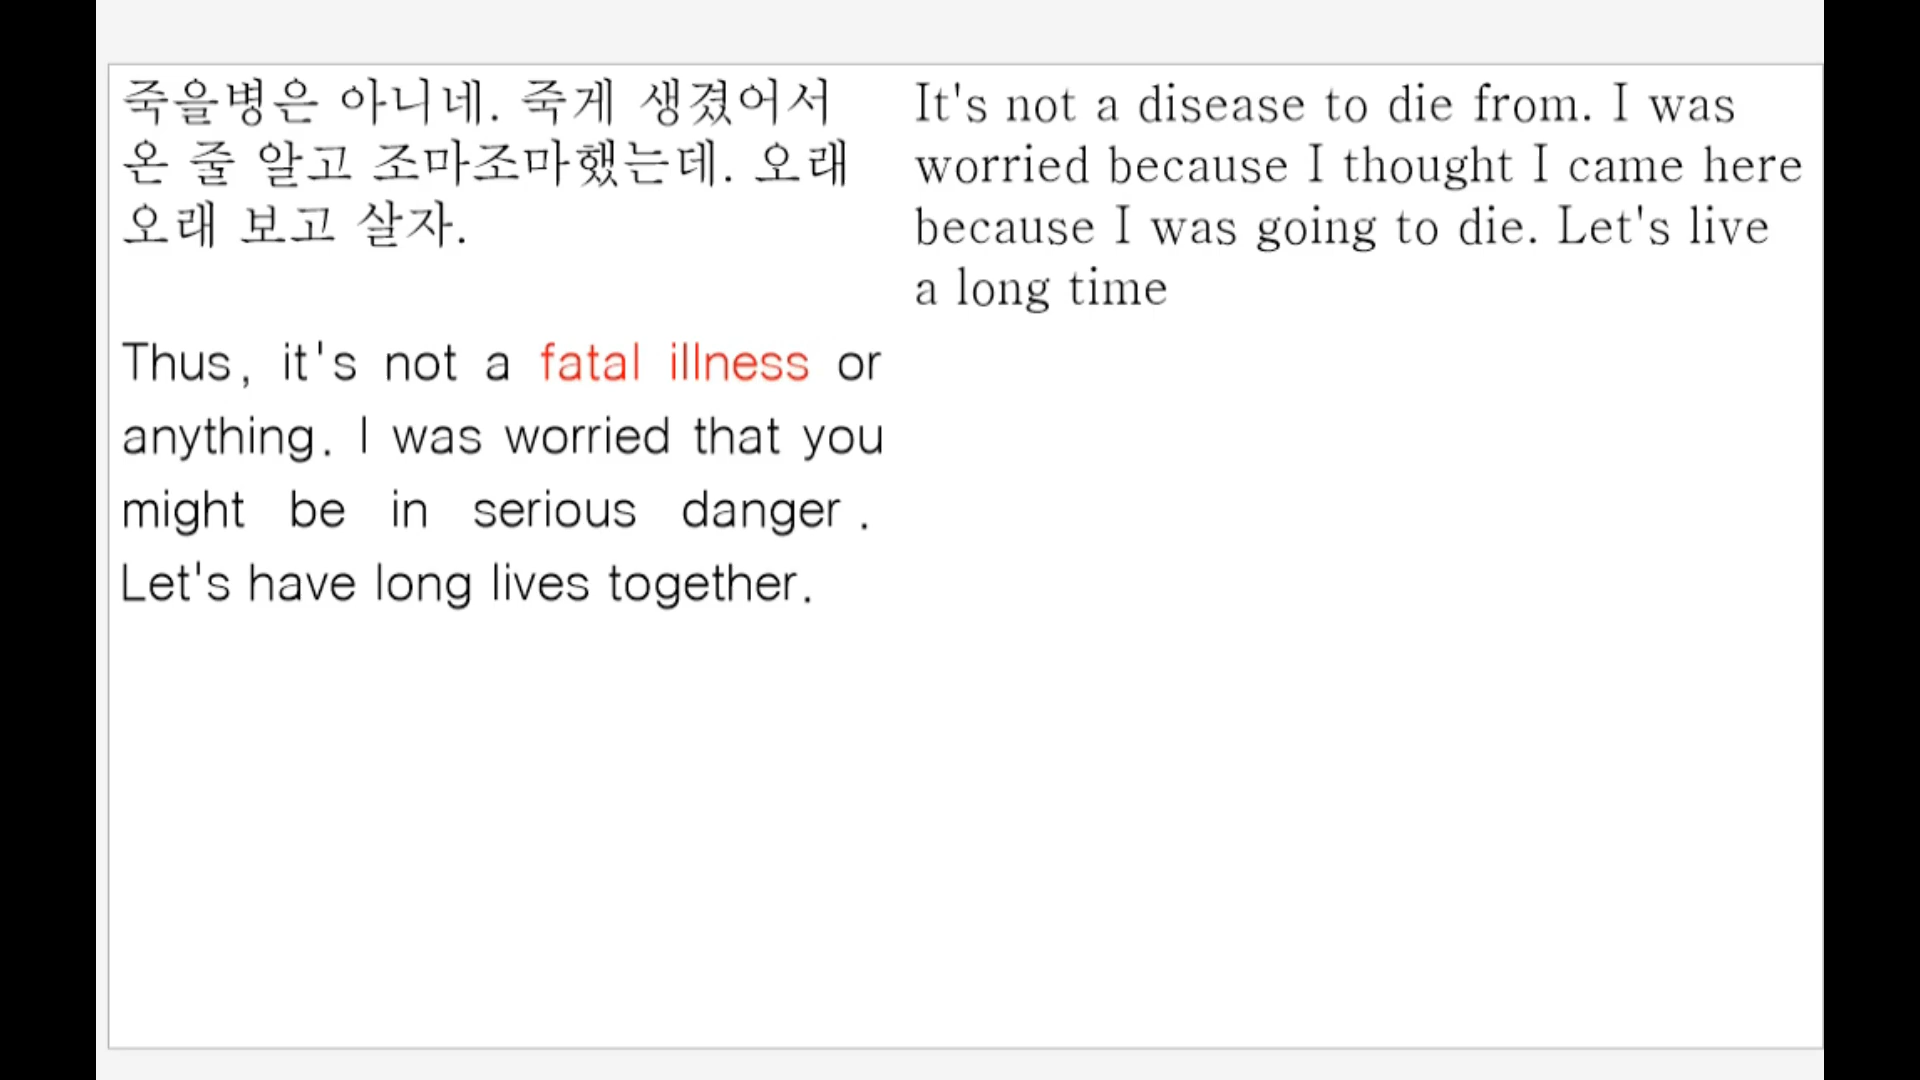 죽을병은 아니네. 죽게 생겼어서
온 줄 알고 조마조마했는데. 오래
오래 보고 살자.
Thus, it's not a fatal illness or
anything. I was worried that you
might be in serious danger .
Let's have long lives together.
It's not a disease to die from. I was
worried because I thought I came here
because I was going to die. Let's live
a long time